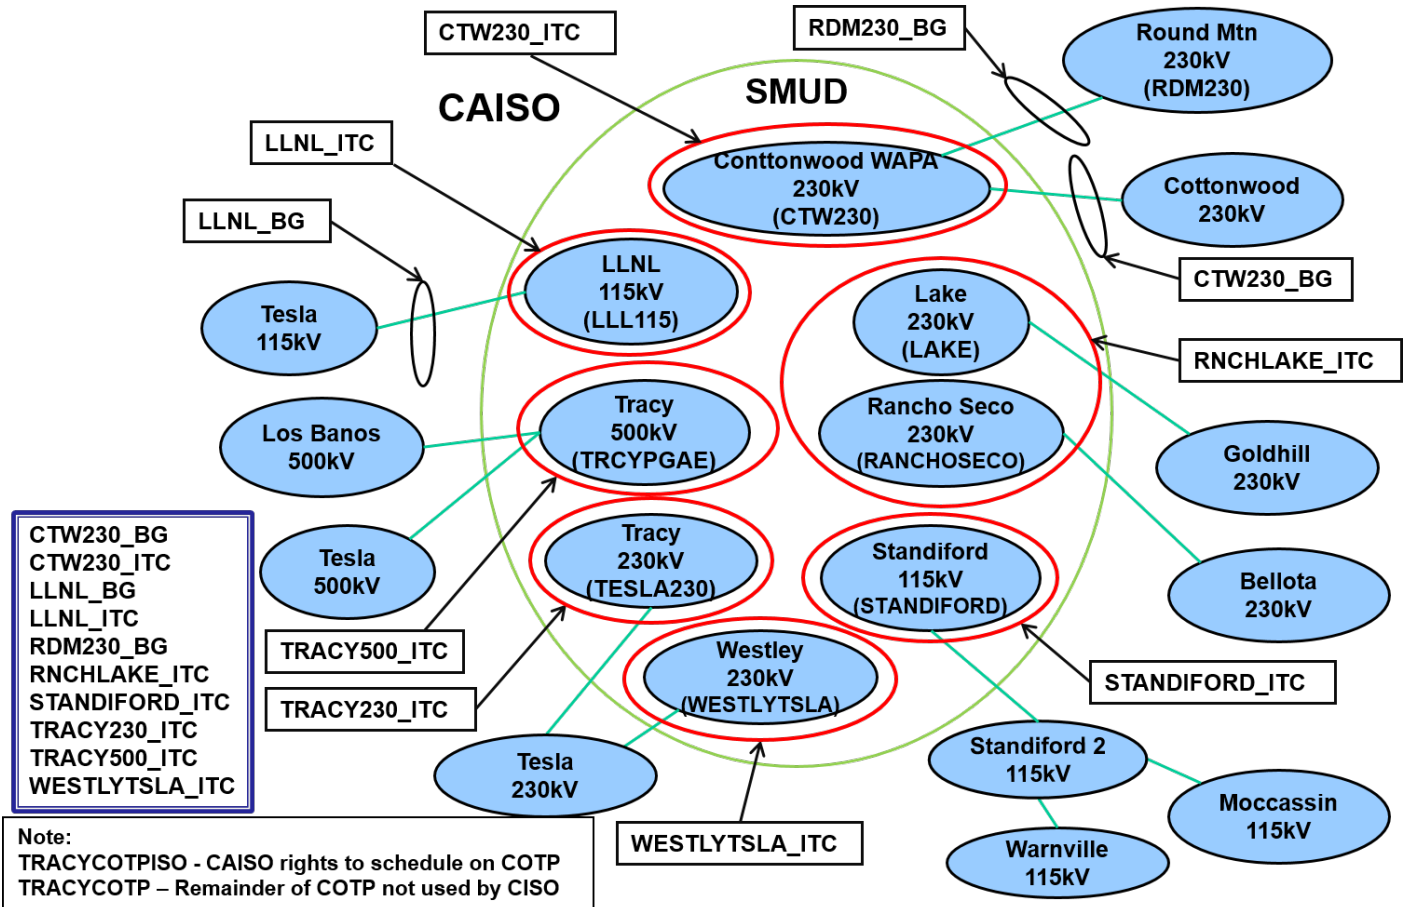 CTW230_ITC
RDM230_BG
Round Mtn
230kV
(RDM230)
CAISO
SMUD
LLNL_ITC
Conttonwood WAPA
230kV
(CTW230)
Cottonwood
230kV
LLNL_BG
CTW230_BG
LLNL
115kV
(LLL115)
Tesla
115kV
Lake
230kV
(LAKE)
RNCHLAKE_ITC
Tracy
500kV
(TRCYPGAE)
Rancho Seco
230kV
(RANCHOSECO)
Los Banos
500kV
Goldhill
230kV
Tesla
500kV
Tracy
230kV
(TESLA230)
Standiford
115kV
(STANDIFORD)
Bellota
230kV
CTW230_BG
CTW230_ITC
LLNL_BG
LLNL_ITC
RDM230_BG
RNCHLAKE_ITC
STANDIFORD_ITC
TRACY230_ITC
TRACY500_ITC
WESTLYTSLA_ITC
TRACY500_ITC
TRACY230_ITC
Westley
230kV
(WESTLYTSLA)
STANDIFORD_ITC
Tesla
230kV
Standiford 2
115kV
Moccassin
115kV
WESTLYTSLA_ITC
Warnville
115kV
Note:
TRACYCOTPISO - CAISO rights to schedule on COTP
TRACYCOTP – Remainder of COTP not used by CISO